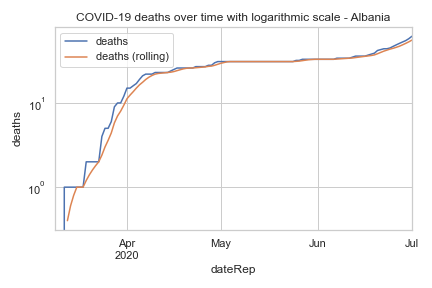 COVID-19 deaths over time with logarithmic scale - Albania
deaths
deaths (rolling)
10¹
10⁰
deaths
Apr
2020
May
Jun
Jul
dateRep